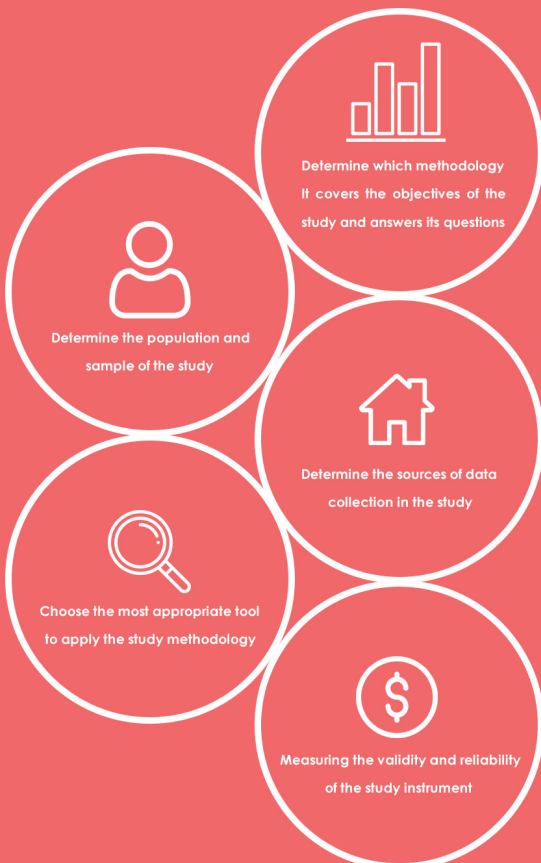 Determine which methodology
It covers the objectives of the
study and answers its questions
Determine the population and
sample of the study
Determine the sources of data
collection in the study
Choose the most appropriate tool
to apply the study methodology
$
Measuring the validity and reliability
of the study instrument